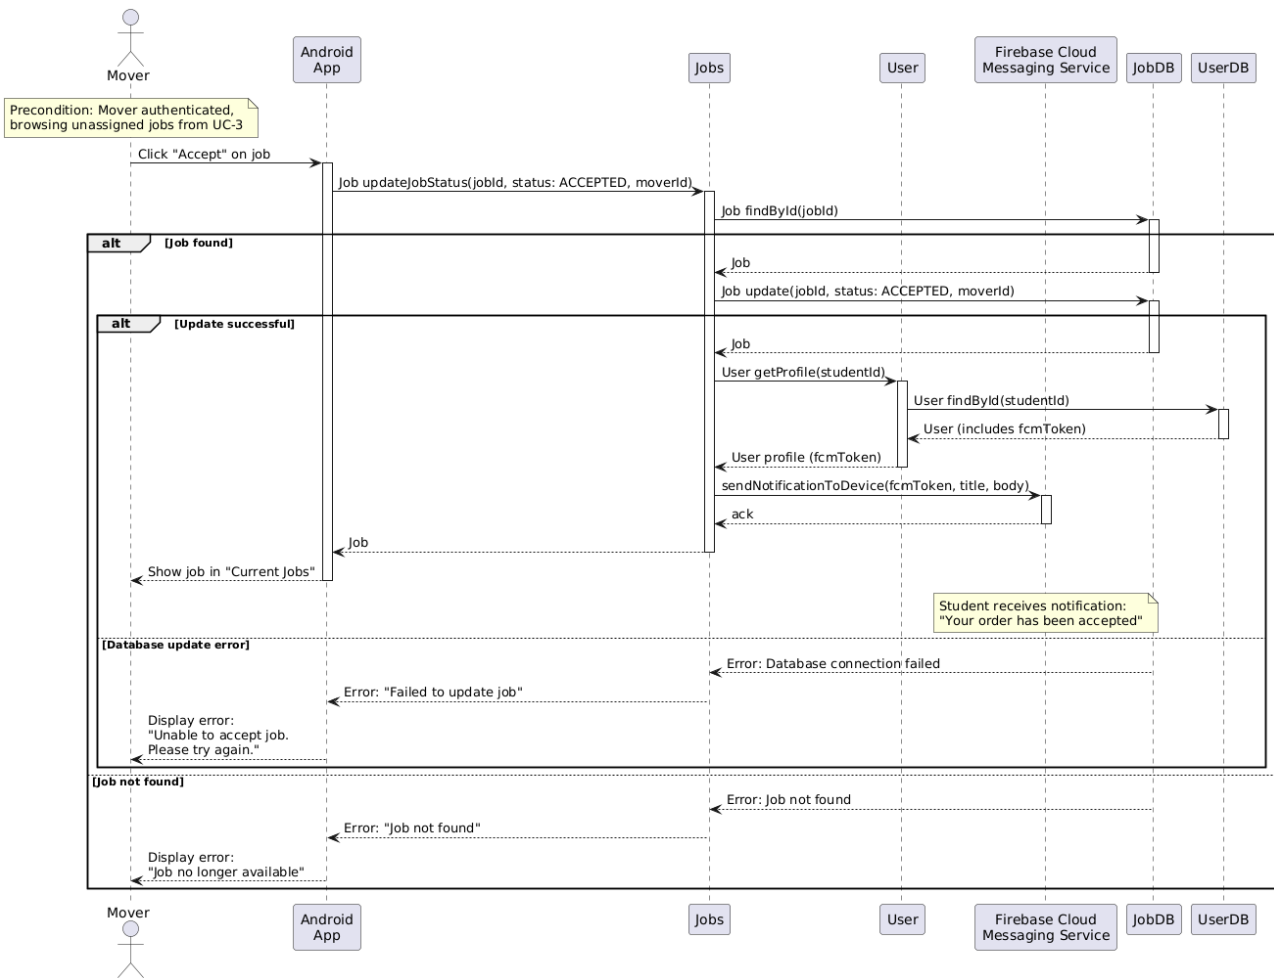 Mover
Android
App
Jobs
User
Firebase Cloud
Messaging Service
JobDB
UserDB
Precondition: Mover authenticated,
browsing unassigned jobs from UC-3
Click "Accept" on job
Job updateJobStatus(jobId, status: ACCEPTED, moverId)
Job findById(jobId)
alt [Job found]
Job
Job update(jobId, status: ACCEPTED, moverId)
alt [Update successful]
Job
User getProfile(studentId)
User findById(studentId)
User (includes fcmToken)
User profile (fcmToken)
sendNotificationToDevice(fcmToken, title, body)
ack
Job
Show job in "Current Jobs"
Student receives notification:
"Your order has been accepted"
[Database update error]
Error: Database connection failed
Error: "Failed to update job"
Display error:
"Unable to accept job.
Please try again."
[Job not found]
Error: Job not found
Error: "Job not found"
Display error:
"Job no longer available"
Mover
Android
App
Jobs
User
Firebase Cloud
Messaging Service
JobDB
UserDB